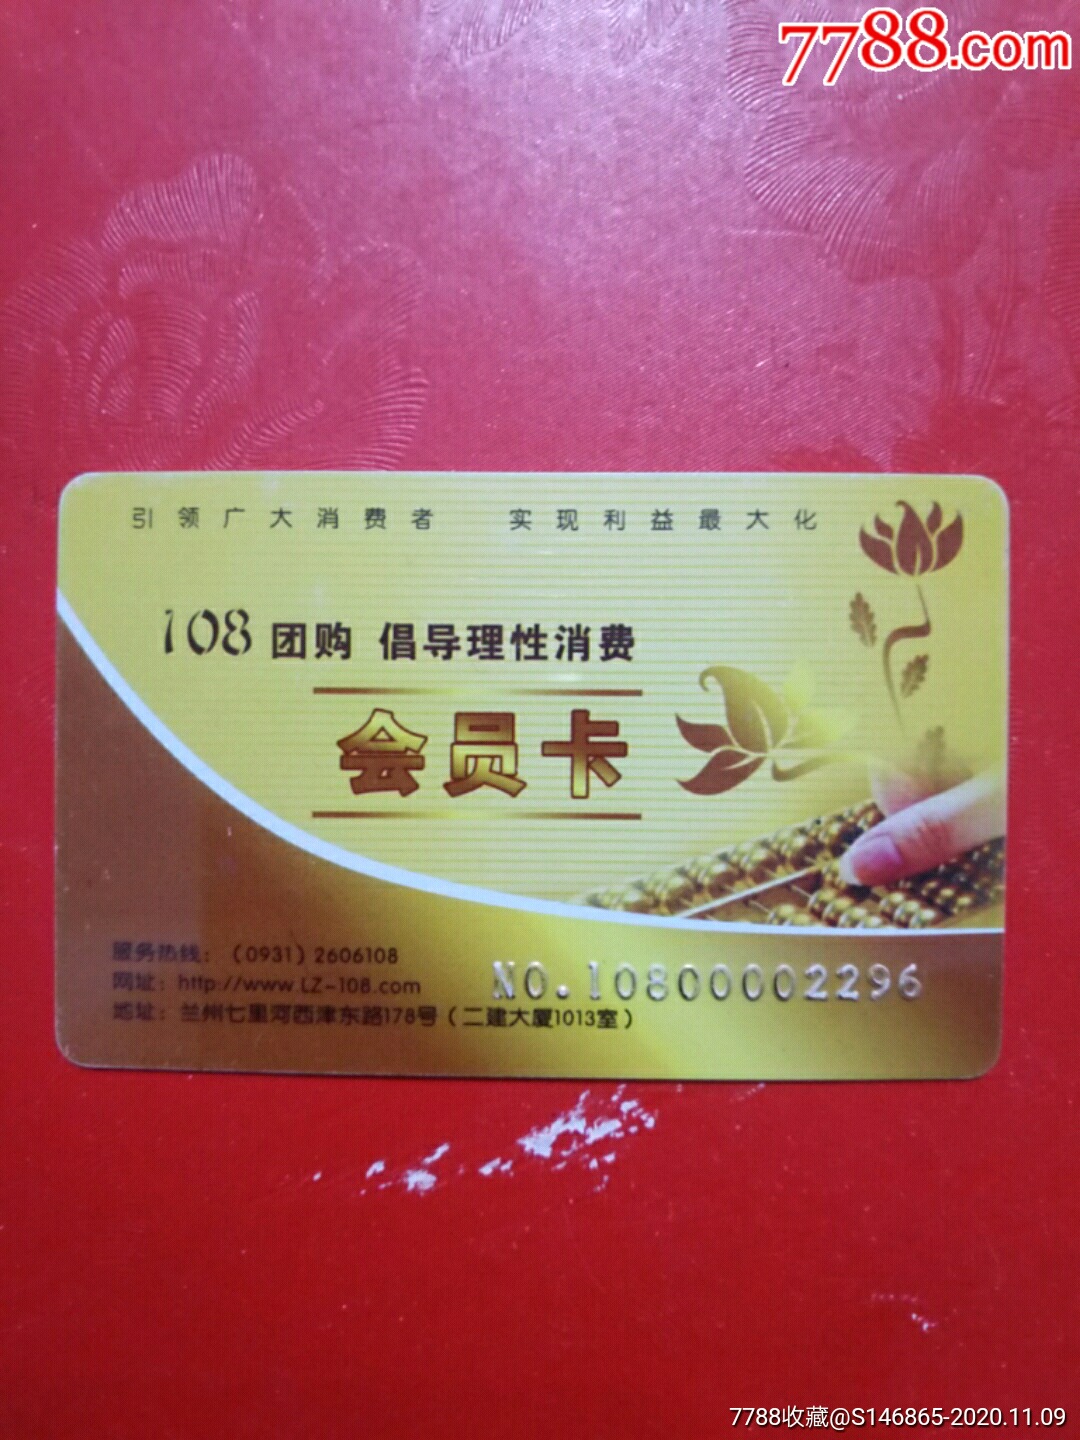 7788.com
引领广大消费者 实现利益最大化
108 团购 倡导理性消费
会员卡
服务热线：（0931）2606108
网址：http://www.LZ-108.com
NO.10800002296
地址：兰州七里河西津东路178号（二建大厦1013室）
7788收藏@S146865-2020.11.09